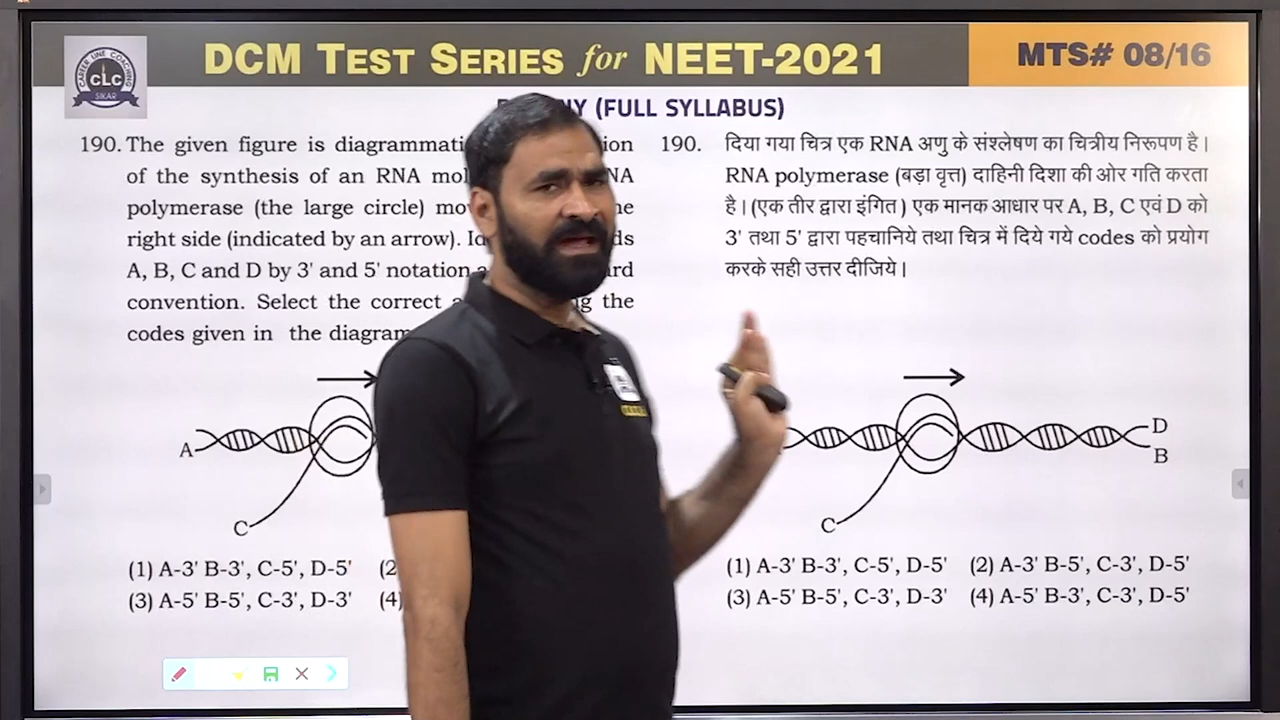 DCM TEST SERIES for NEET-2021
MTS# 08/16
CAREER LINE COACHING
CLC
SIKAR
(FULL SYLLABUS)
190. The given figure is
of the synthesis of an RNA
polymerase (the large circle)
right side (indicated by an arrow).
A, B, C and D by 3' and 5' notation
convention. Select the correct the
codes given in the
A
C
(1) A-3' B-3', C-5', D-5'
(3) A-5' B-5', C-3', D-3' (4)
190. दिया गया चित्र एक RNA अणु के संश्लेषण का चित्रीय निरूपण है।
RNA polymerase (बड़ा वृत्त) दाहिनी दिशा की ओर गति करता
है। (एक तीर द्वारा इंगित ) एक मानक आधार पर A, B, C एवं D को
3' तथा 5' द्वारा पहचानिये तथा चित्र में दिये गये codes को प्रयोग
करके सही उत्तर दीजिये।
D
B
C
(1) A-3' B-3', C-5', D-5' (2) A-3' B-5', C-3', D-5'
(3) A-5' B-5', C-3', D-3' (4) A-5' B-3', C-3', D-5'